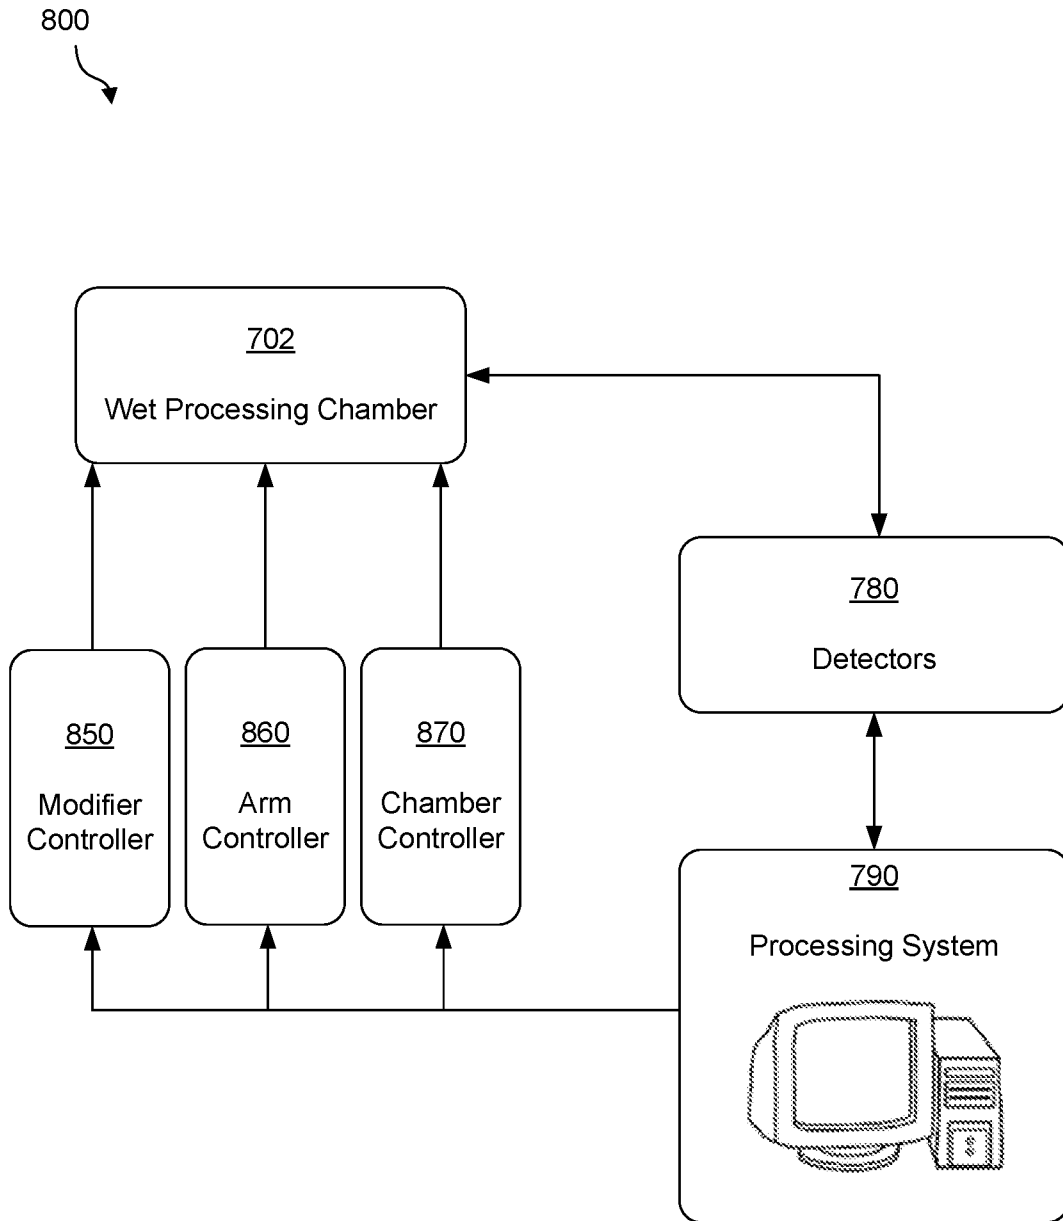 800
702
Wet Processing Chamber
780
Detectors
850
Modifier
Controller
860
Arm
Controller
870
Chamber
Controller
790
Processing System